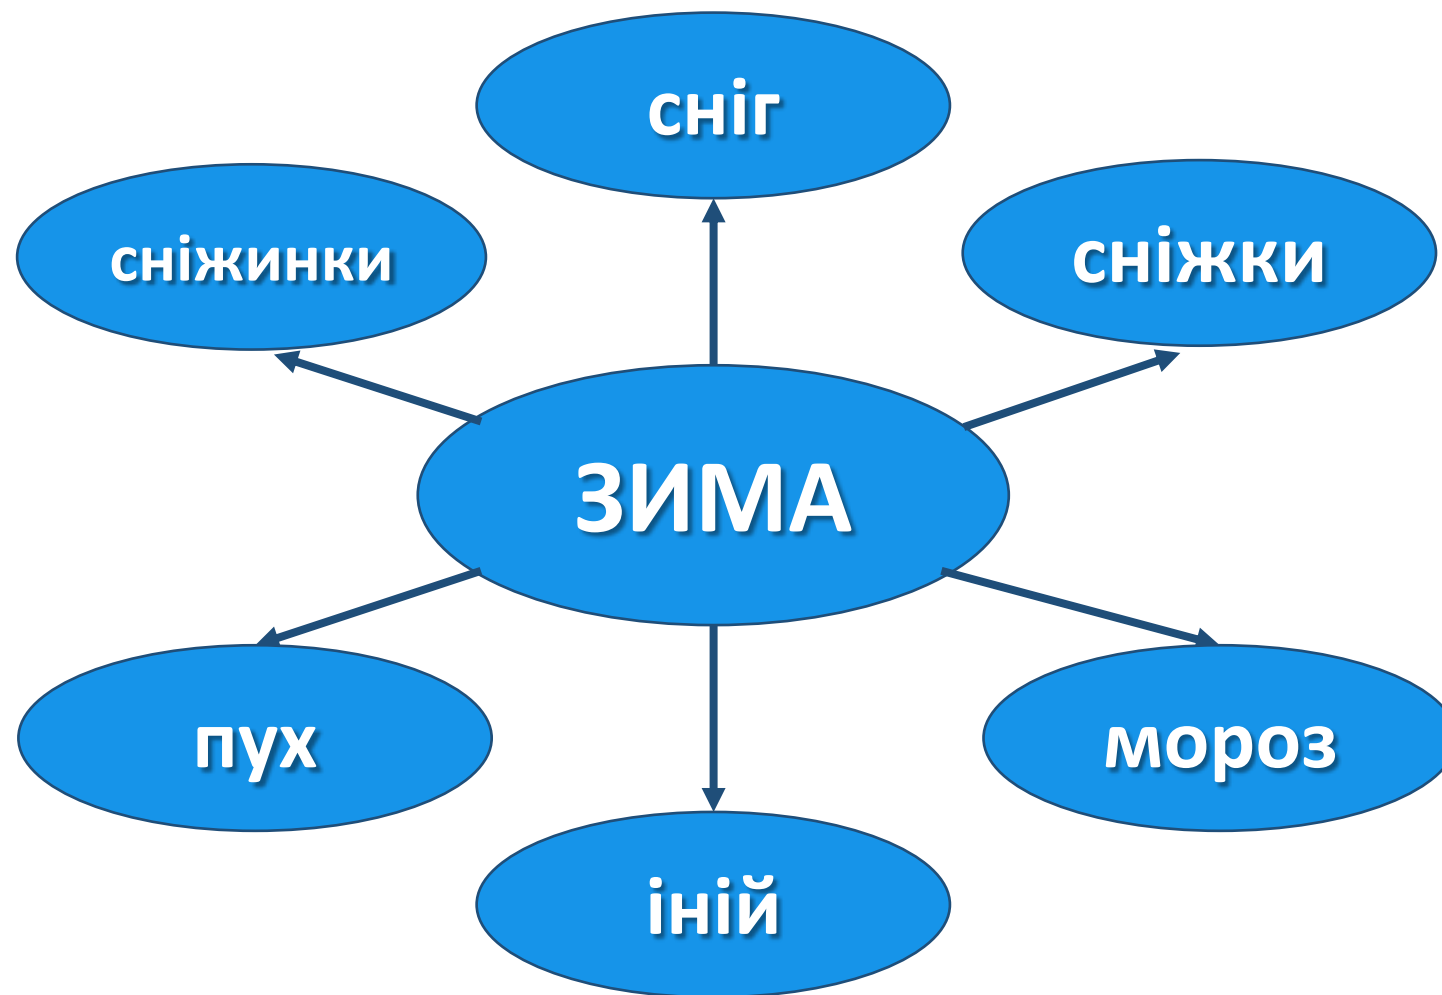 сніг
сніжинки
сніжки
ЗИМА
пух
мороз
іній